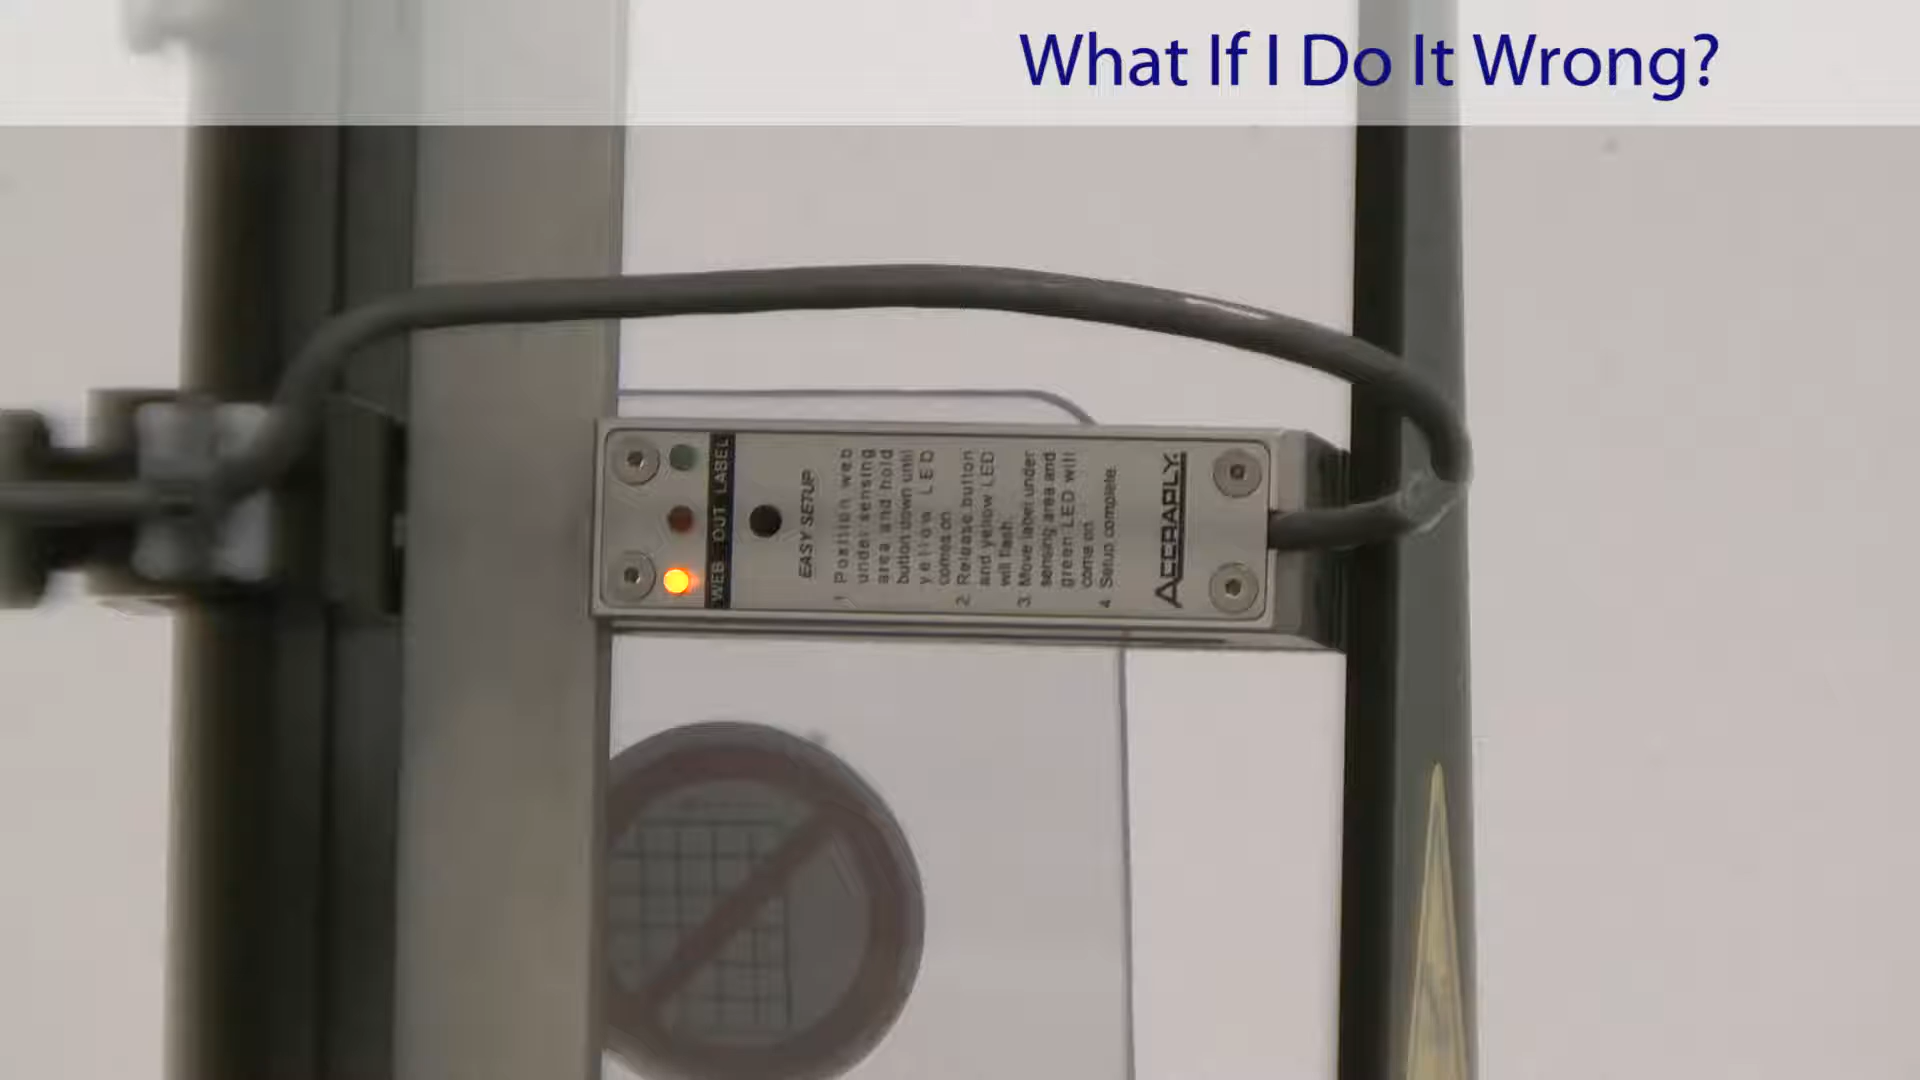 What If I Do It Wrong?
WEB OUT LABEL
EASY SETUP
1 Position web
under sensing
area and hold
button down until
yellow LED
comes on
2. Release button
and yellow LED
will flash
3. Move label under
sensing area and
green LED will
come on
4 Setup complete.
ACCRAPLY